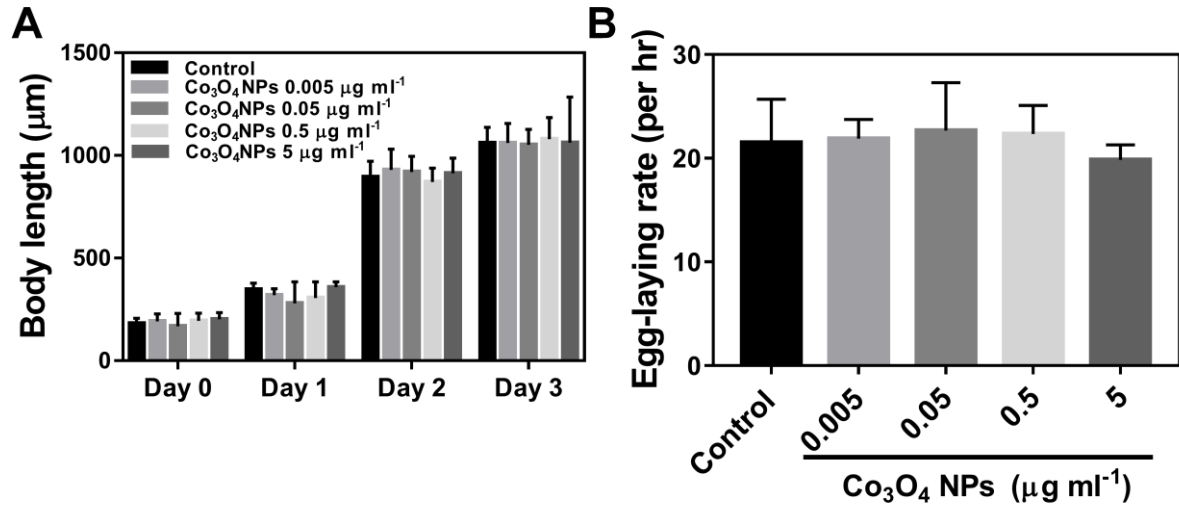 A
Body length (μm)
1500
1000
500
0
Control
Co₃O₄NPs 0.005 μg ml⁻¹
Co₃O₄NPs 0.05 μg ml⁻¹
Co₃O₄NPs 0.5 μg ml⁻¹
Co₃O₄NPs 5 μg ml⁻¹
Day 0 Day 1 Day 2 Day 3
B
Egg-laying rate (per hr)
30
20
10
0
Control 0.005 0.05 0.5 5
Co₃O₄ NPs (μg ml⁻¹)